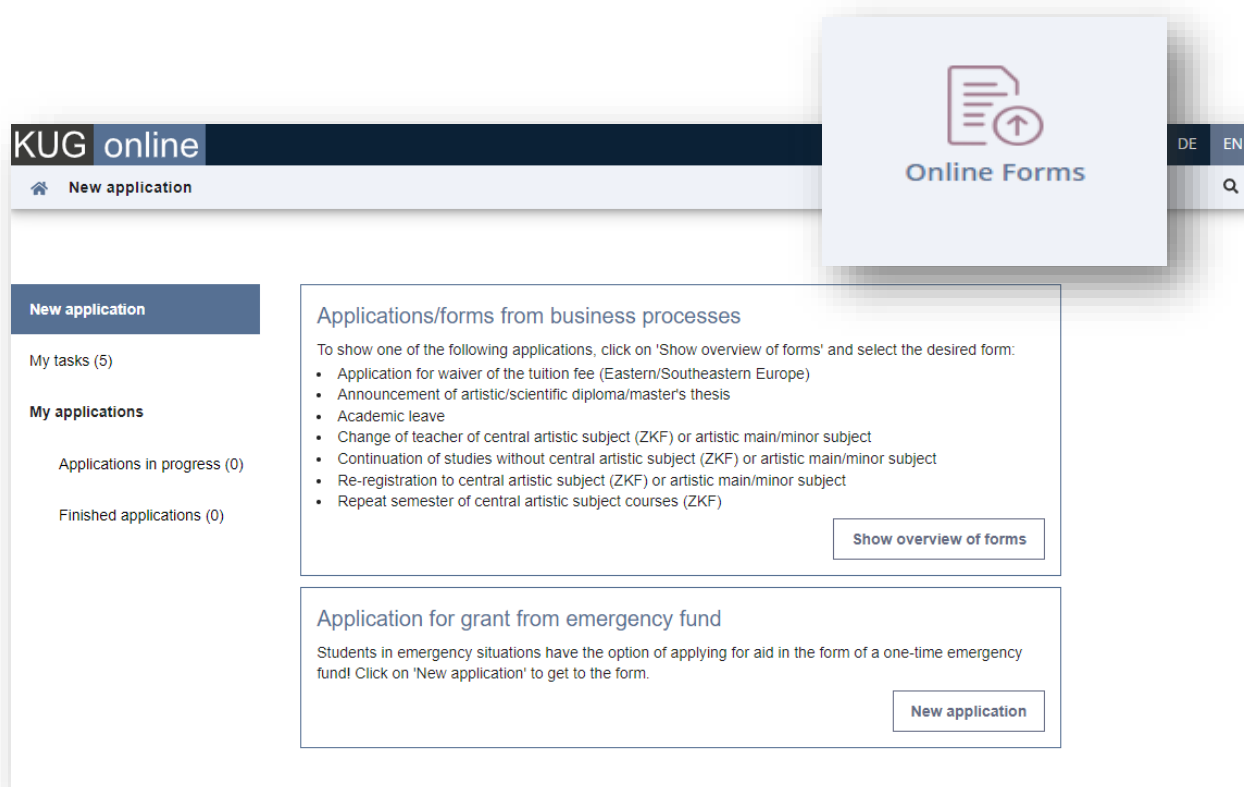 Online Forms
KUG online
DE EN
New application
New application
My tasks (5)
My applications
Applications in progress (0)
Finished applications (0)
Applications/forms from business processes
To show one of the following applications, click on 'Show overview of forms' and select the desired form:
• Application for waiver of the tuition fee (Eastern/Southeastern Europe)
• Announcement of artistic/scientific diploma/master's thesis
• Academic leave
• Change of teacher of central artistic subject (ZKF) or artistic main/minor subject
• Continuation of studies without central artistic subject (ZKF) or artistic main/minor subject
• Re-registration to central artistic subject (ZKF) or artistic main/minor subject
• Repeat semester of central artistic subject courses (ZKF)
Show overview of forms
Application for grant from emergency fund
Students in emergency situations have the option of applying for aid in the form of a one-time emergency
fund! Click on 'New application' to get to the form.
New application